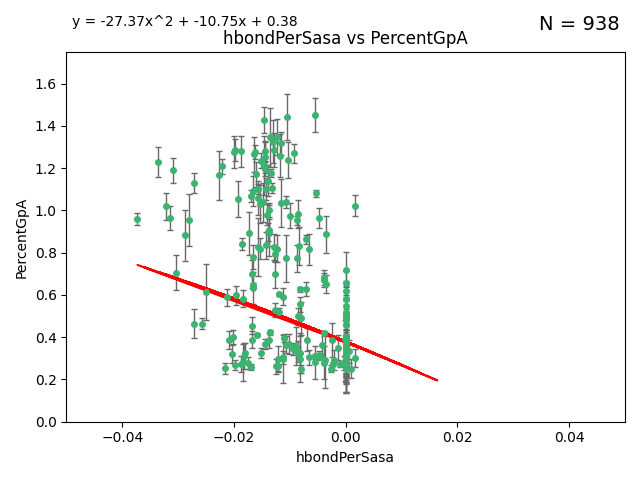 y = -27.37x^2 + -10.75x + 0.38
N = 938
hbondPerSasa vs PercentGpA
1.6
1.4
1.2
1.0
0.8
0.6
0.4
0.2
0.0
PercentGpA
−0.04 −0.02 0.00 0.02 0.04
hbondPerSasa